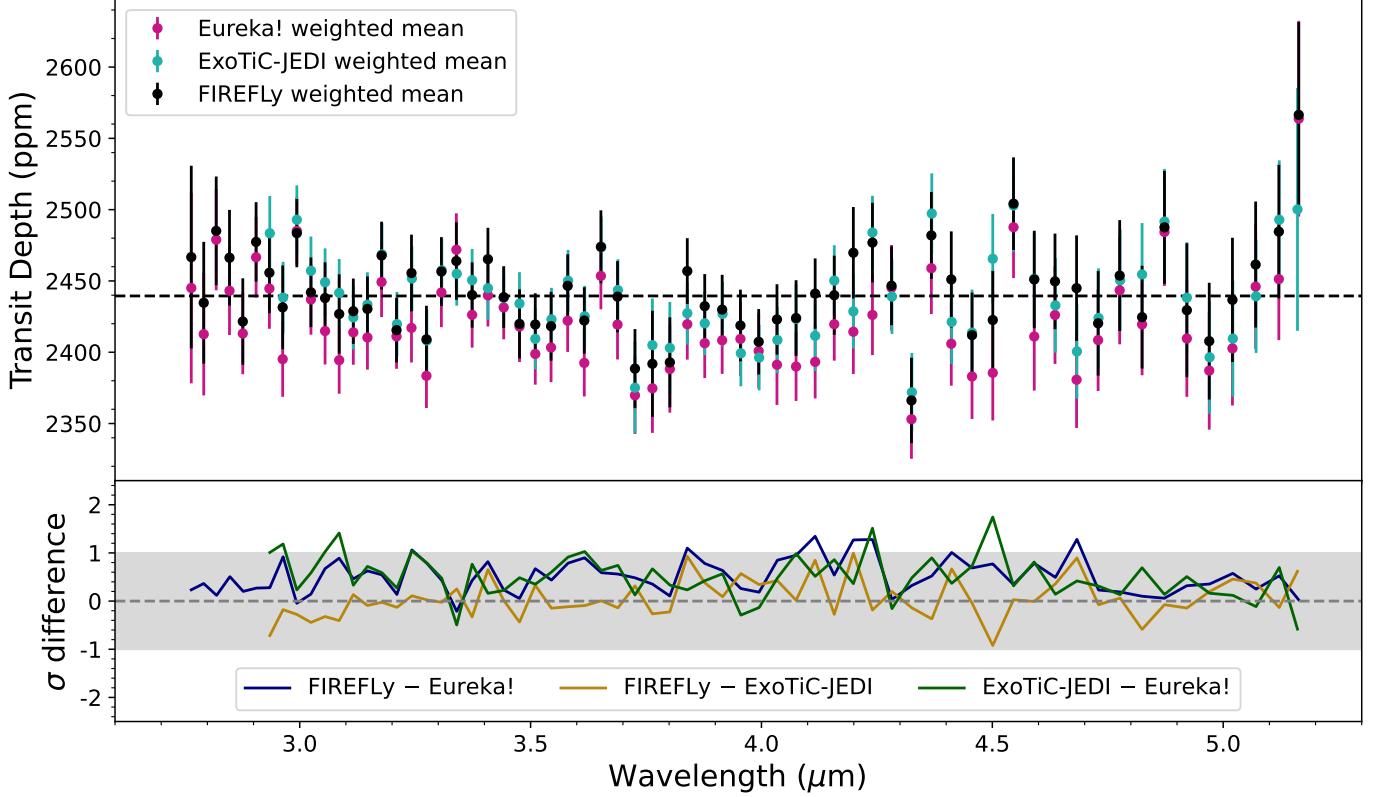 Eureka! weighted mean
ExoTiC-JEDI weighted mean
FIREFLy weighted mean
Transit Depth (ppm)
2600
2550
2500
2450
2400
2350
σ difference
2
1
0
-1
-2
FIREFLy − Eureka!
FIREFLy − ExoTiC-JEDI
ExoTiC-JEDI − Eureka!
3.0
3.5
4.0
4.5
5.0
Wavelength (μm)